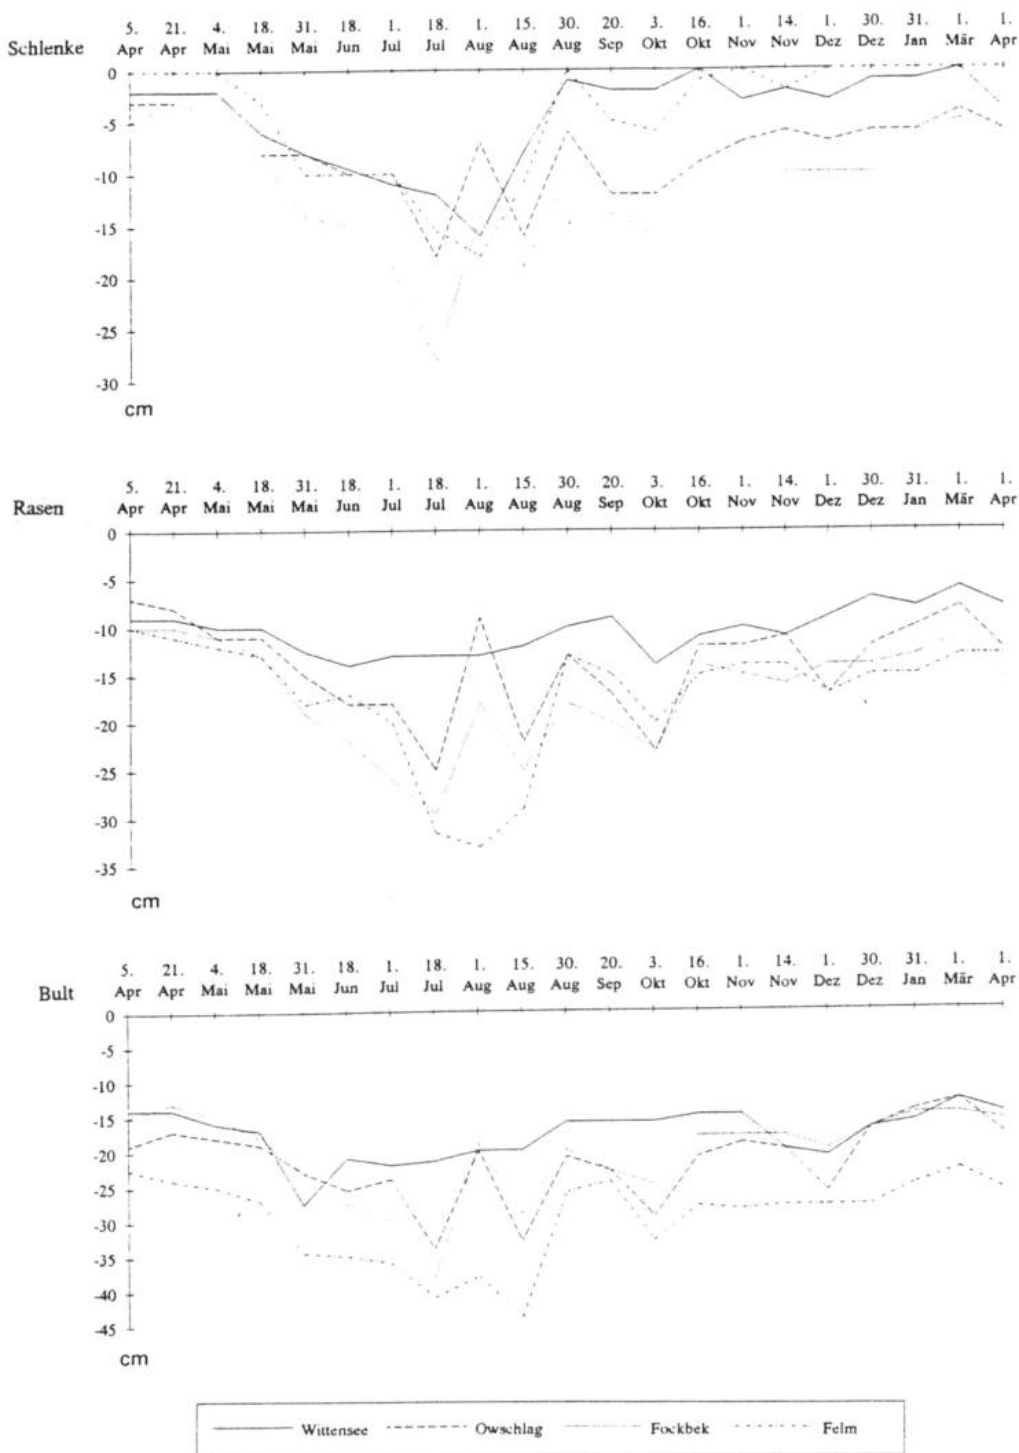 5. 21. 4. 18. 31. 18. 1. 18. 1. 15. 30. 20. 3. 16. 1. 14. 1. 30. 31. 1. 1.
Schlenke Apr Apr Mai Mai Mai Jun Jul Jul Aug Aug Aug Sep Okt Okt Nov Nov Dez Dez Jan Mär Apr
0
-5
-10
-15
-20
-25
-30
cm
5. 21. 4. 18. 31. 18. 1. 18. 1. 15. 30. 20. 3. 16. 1. 14. 1. 30. 31. 1. 1.
Rasen Apr Apr Mai Mai Mai Jun Jul Jul Aug Aug Aug Sep Okt Okt Nov Nov Dez Dez Jan Mär Apr
0
-5
-10
-15
-20
-25
-30
-35
cm
5. 21. 4. 18. 31. 18. 1. 18. 1. 15. 30. 20. 3. 16. 1. 14. 1. 30. 31. 1. 1.
Bult Apr Apr Mai Mai Mai Jun Jul Jul Aug Aug Aug Sep Okt Okt Nov Nov Dez Dez Jan Mär Apr
0
-5
-10
-15
-20
-25
-30
-35
-40
-45
cm
Wittensee Owschlag Fockbek Felm